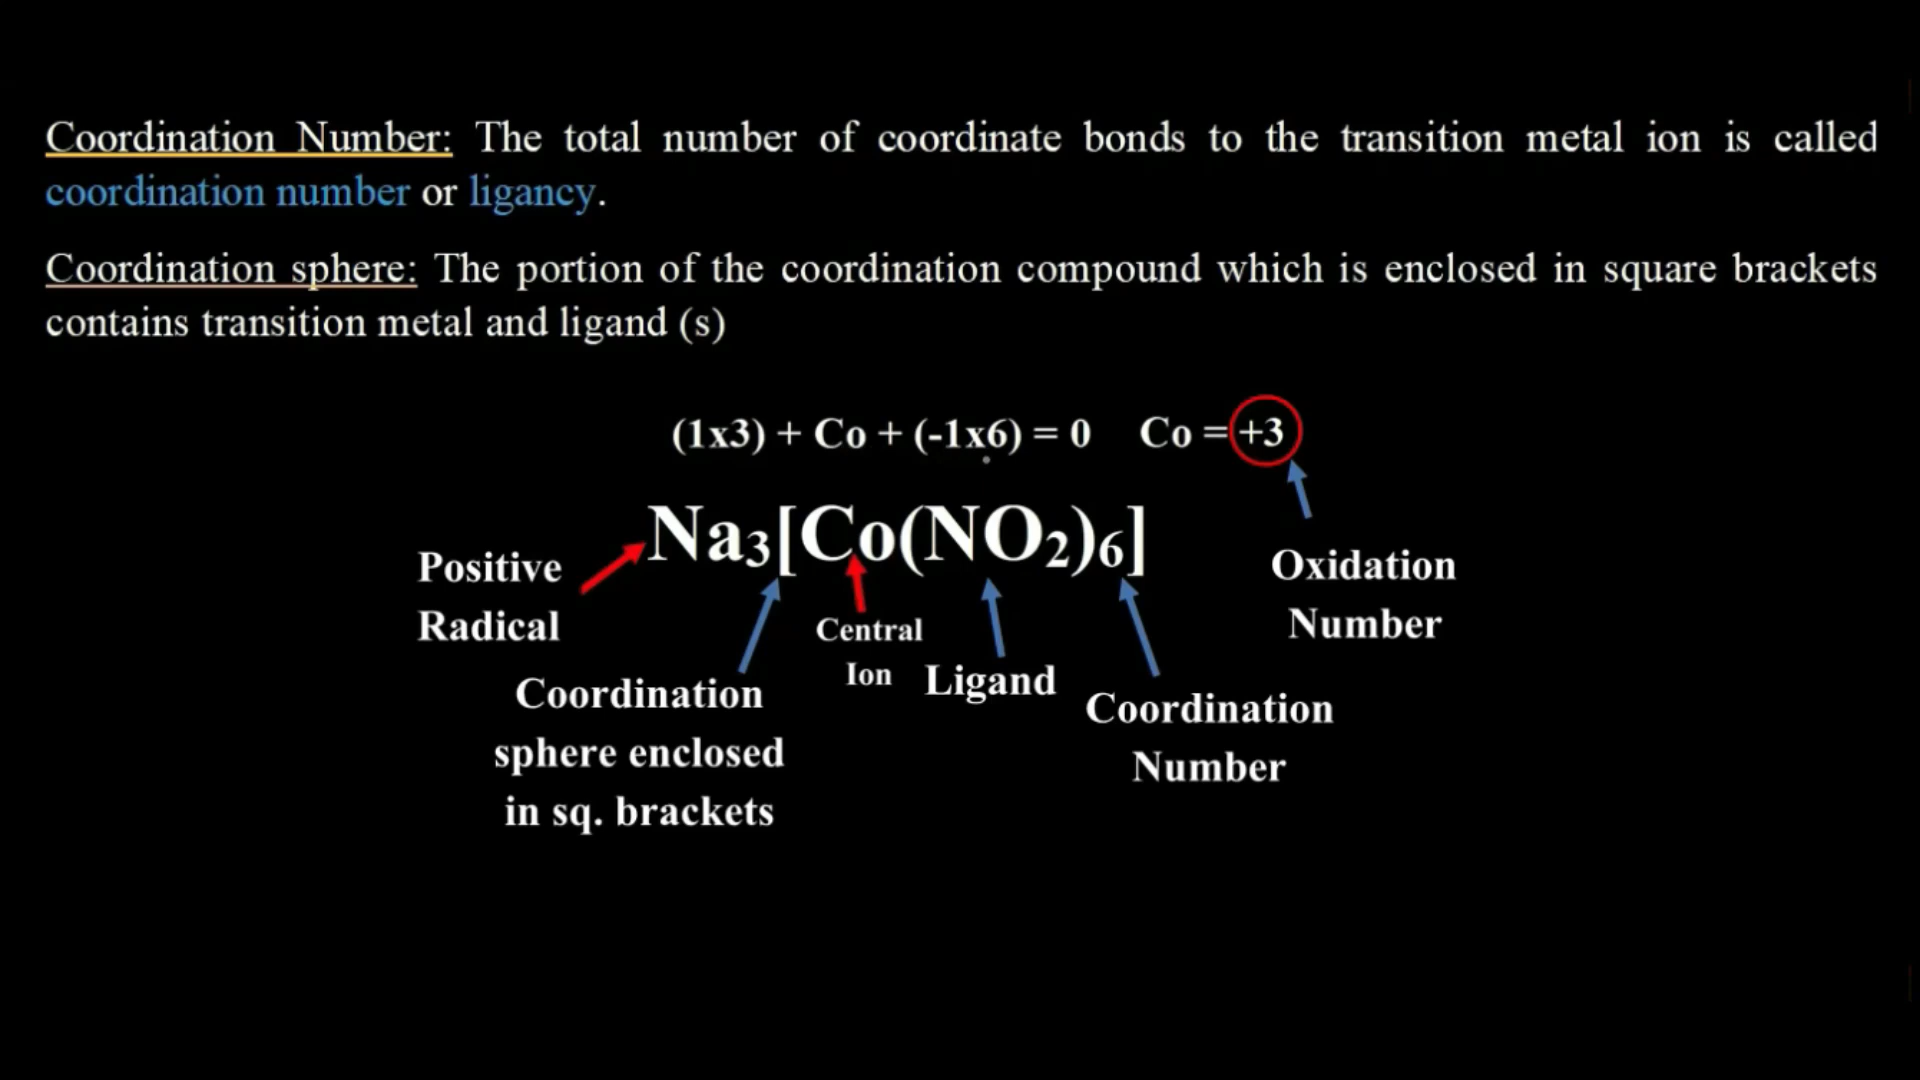 Coordination Number: The total number of coordinate bonds to the transition metal ion is called
coordination number or ligancy.
Coordination sphere: The portion of the coordination compound which is enclosed in square brackets
contains transition metal and ligand (s)
(1x3) + Co + (-1x6) = 0 Co = +3
Na₃[Co(NO₂)₆]
Positive
Radical
Coordination
sphere enclosed
in sq. brackets
Central
Ion
Ligand
Coordination
Number
Oxidation
Number